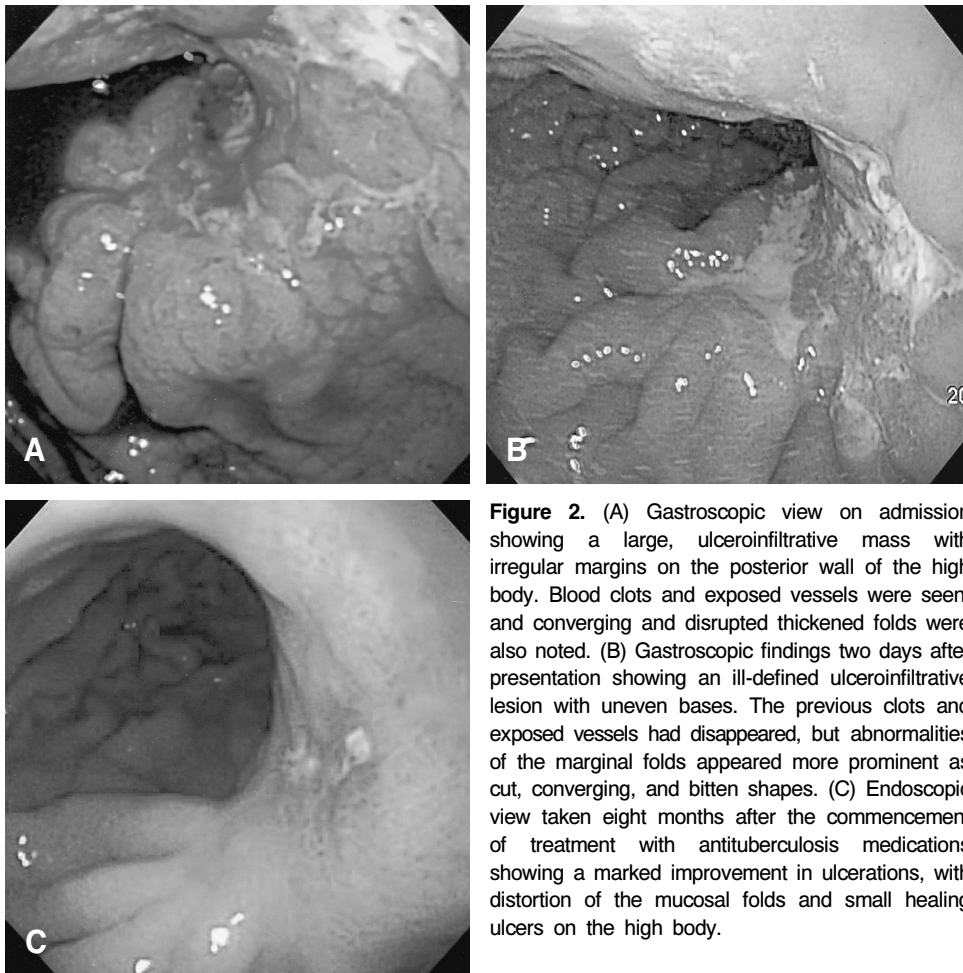 A
B
20
C
Figure 2. (A) Gastroscopic view on admission
showing a large, ulceroinfiltrative mass with
irregular margins on the posterior wall of the high
body. Blood clots and exposed vessels were seen
and converging and disrupted thickened folds were
also noted. (B) Gastroscopic findings two days afte
presentation showing an ill-defined ulceroinfiltrative
lesion with uneven bases. The previous clots and
exposed vessels had disappeared, but abnormalities
of the marginal folds appeared more prominent as
cut, converging, and bitten shapes. (C) Endoscopic
view taken eight months after the commencemen
of treatment with antituberculosis medications
showing a marked improvement in ulcerations, with
distortion of the mucosal folds and small healing
ulcers on the high body.